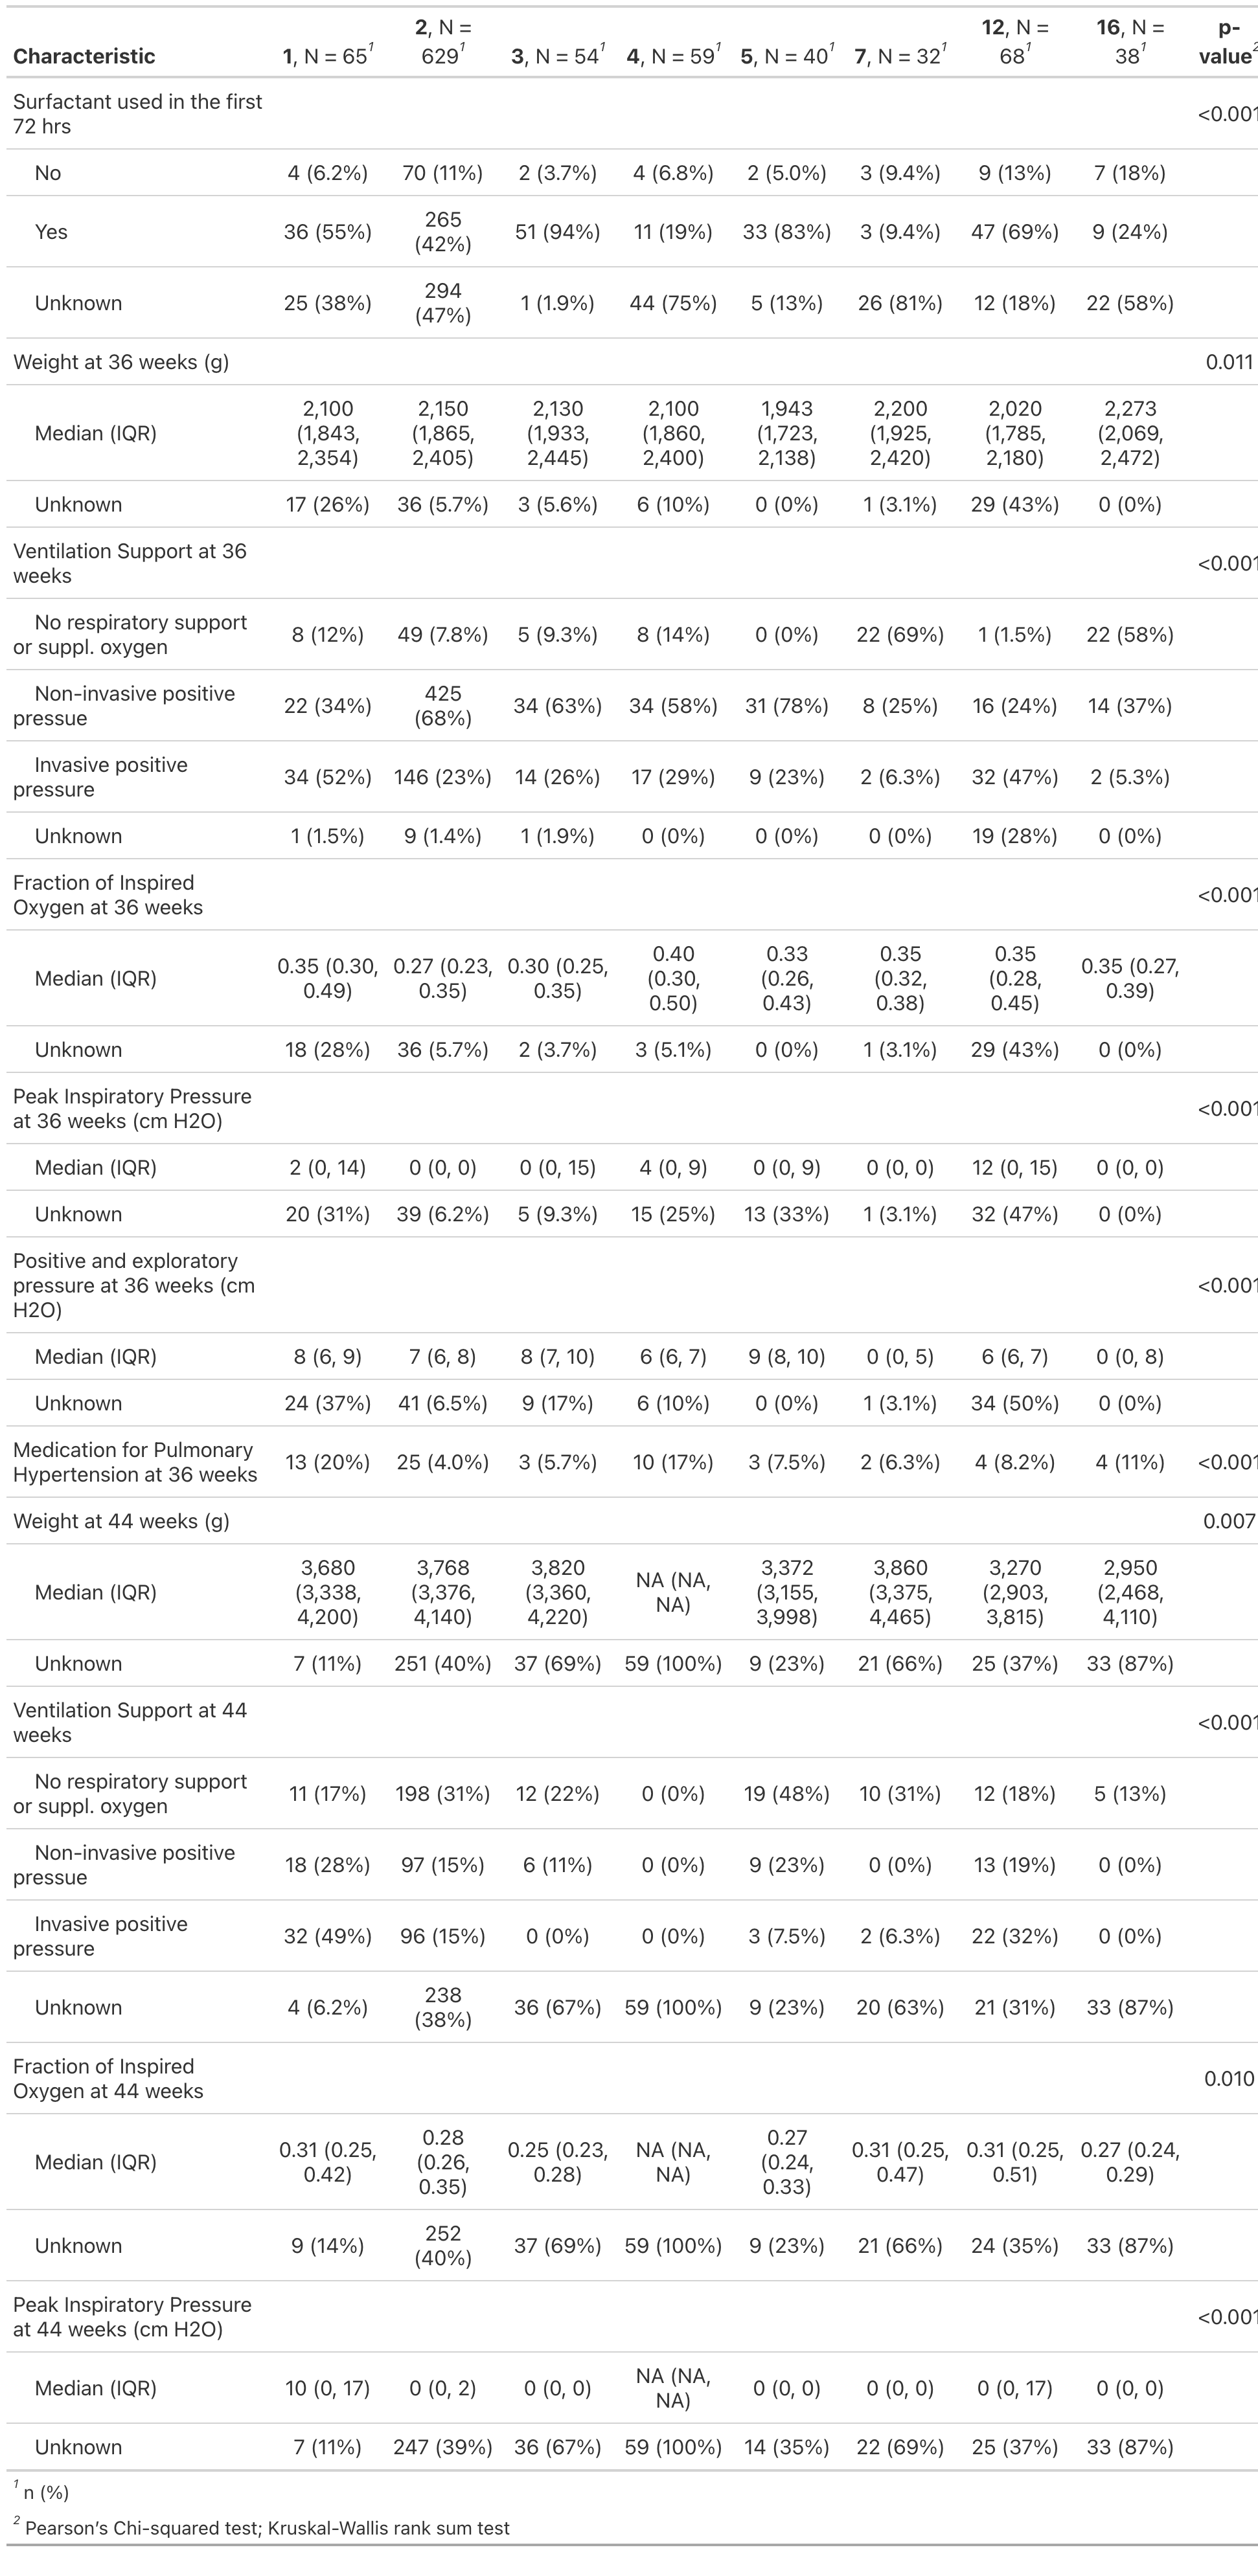 Characteristic 1, N = 65¹ 2, N = 629¹ 3, N = 54¹ 4, N = 59¹ 5, N = 40¹ 7, N = 32¹ 12, N = 68¹ 16, N = 38¹ p-value²
Surfactant used in the first 72 hrs <0.001
No 4 (6.2%) 70 (11%) 2 (3.7%) 4 (6.8%) 2 (5.0%) 3 (9.4%) 9 (13%) 7 (18%)
Yes 36 (55%) 265 (42%) 51 (94%) 11 (19%) 33 (83%) 3 (9.4%) 47 (69%) 9 (24%)
Unknown 25 (38%) 294 (47%) 1 (1.9%) 44 (75%) 5 (13%) 26 (81%) 12 (18%) 22 (58%)
Weight at 36 weeks (g) 0.011
Median (IQR) 2,100 (1,843, 2,354) 2,150 (1,865, 2,405) 2,130 (1,933, 2,445) 2,100 (1,860, 2,400) 1,943 (1,723, 2,138) 2,200 (1,925, 2,420) 2,020 (1,785, 2,180) 2,273 (2,069, 2,472)
Unknown 17 (26%) 36 (5.7%) 3 (5.6%) 6 (10%) 0 (0%) 1 (3.1%) 29 (43%) 0 (0%)
Ventilation Support at 36 weeks <0.001
No respiratory support or suppl. oxygen 8 (12%) 49 (7.8%) 5 (9.3%) 8 (14%) 0 (0%) 22 (69%) 1 (1.5%) 22 (58%)
Non-invasive positive pressue 22 (34%) 425 (68%) 34 (63%) 34 (58%) 31 (78%) 8 (25%) 16 (24%) 14 (37%)
Invasive positive pressure 34 (52%) 146 (23%) 14 (26%) 17 (29%) 9 (23%) 2 (6.3%) 32 (47%) 2 (5.3%)
Unknown 1 (1.5%) 9 (1.4%) 1 (1.9%) 0 (0%) 0 (0%) 0 (0%) 19 (28%) 0 (0%)
Fraction of Inspired Oxygen at 36 weeks <0.001
Median (IQR) 0.35 (0.30, 0.49) 0.27 (0.23, 0.35) 0.30 (0.25, 0.35) 0.40 (0.30, 0.50) 0.33 (0.26, 0.43) 0.35 (0.32, 0.38) 0.35 (0.28, 0.45) 0.35 (0.27, 0.39)
Unknown 18 (28%) 36 (5.7%) 2 (3.7%) 3 (5.1%) 0 (0%) 1 (3.1%) 29 (43%) 0 (0%)
Peak Inspiratory Pressure at 36 weeks (cm H2O) <0.001
Median (IQR) 2 (0, 14) 0 (0, 0) 0 (0, 15) 4 (0, 9) 0 (0, 9) 0 (0, 0) 12 (0, 15) 0 (0, 0)
Unknown 20 (31%) 39 (6.2%) 5 (9.3%) 15 (25%) 13 (33%) 1 (3.1%) 32 (47%) 0 (0%)
Positive and exploratory pressure at 36 weeks (cm H2O) <0.001
Median (IQR) 8 (6, 9) 7 (6, 8) 8 (7, 10) 6 (6, 7) 9 (8, 10) 0 (0, 5) 6 (6, 7) 0 (0, 8)
Unknown 24 (37%) 41 (6.5%) 9 (17%) 6 (10%) 0 (0%) 1 (3.1%) 34 (50%) 0 (0%)
Medication for Pulmonary Hypertension at 36 weeks 13 (20%) 25 (4.0%) 3 (5.7%) 10 (17%) 3 (7.5%) 2 (6.3%) 4 (8.2%) 4 (11%) <0.001
Weight at 44 weeks (g) 0.007
Median (IQR) 3,680 (3,338, 4,200) 3,768 (3,376, 4,140) 3,820 (3,360, 4,220) NA (NA, NA) 3,372 (3,155, 3,998) 3,860 (3,375, 4,465) 3,270 (2,903, 3,815) 2,950 (2,468, 4,110)
Unknown 7 (11%) 251 (40%) 37 (69%) 59 (100%) 9 (23%) 21 (66%) 25 (37%) 33 (87%)
Ventilation Support at 44 weeks <0.001
No respiratory support or suppl. oxygen 11 (17%) 198 (31%) 12 (22%) 0 (0%) 19 (48%) 10 (31%) 12 (18%) 5 (13%)
Non-invasive positive pressue 18 (28%) 97 (15%) 6 (11%) 0 (0%) 9 (23%) 0 (0%) 13 (19%) 0 (0%)
Invasive positive pressure 32 (49%) 96 (15%) 0 (0%) 0 (0%) 3 (7.5%) 2 (6.3%) 22 (32%) 0 (0%)
Unknown 4 (6.2%) 238 (38%) 36 (67%) 59 (100%) 9 (23%) 20 (63%) 21 (31%) 33 (87%)
Fraction of Inspired Oxygen at 44 weeks 0.010
Median (IQR) 0.31 (0.25, 0.42) 0.28 (0.26, 0.35) 0.25 (0.23, 0.28) NA (NA, NA) 0.27 (0.24, 0.33) 0.31 (0.25, 0.47) 0.31 (0.25, 0.51) 0.27 (0.24, 0.29)
Unknown 9 (14%) 252 (40%) 37 (69%) 59 (100%) 9 (23%) 21 (66%) 24 (35%) 33 (87%)
Peak Inspiratory Pressure at 44 weeks (cm H2O) <0.001
Median (IQR) 10 (0, 17) 0 (0, 2) 0 (0, 0) NA (NA, NA) 0 (0, 0) 0 (0, 0) 0 (0, 17) 0 (0, 0)
Unknown 7 (11%) 247 (39%) 36 (67%) 59 (100%) 14 (35%) 22 (69%) 25 (37%) 33 (87%)
¹ n (%)
² Pearson's Chi-squared test; Kruskal-Wallis rank sum test